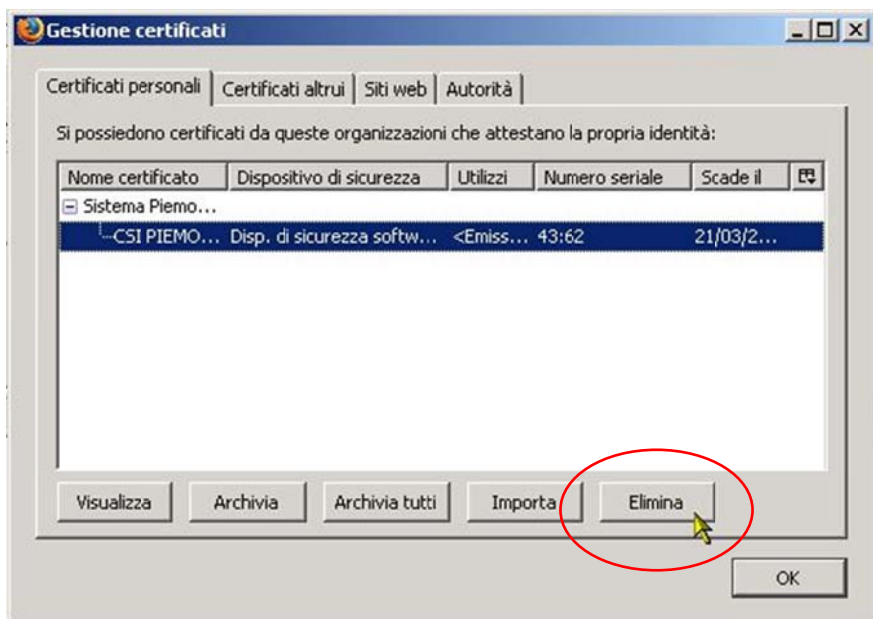 Gestione certificati
Certificati personali Certificati altrui Siti web Autorità
Si possiedono certificati da queste organizzazioni che attestano la propria identità:
Nome certificato Dispositivo di sicurezza Utilizzi Numero seriale Scade il
Sistema Piemo...
CSI PIEMO... Disp. di sicurezza softw... <Emiss... 43:62 21/03/2...
Visualizza Archivia Archivia tutti Importa Elimina
OK